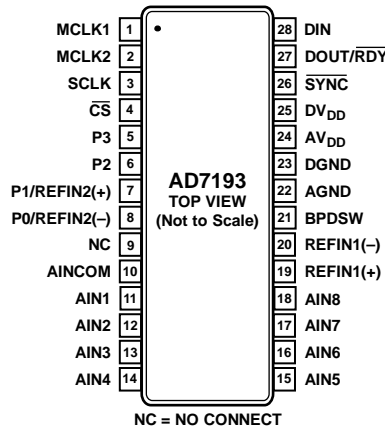 MCLK1 1
MCLK2 2
SCLK 3
C̅S̅ 4
P3 5
P2 6
P1/REFIN2(+) 7
P0/REFIN2(–) 8
NC 9
AINCOM 10
AIN1 11
AIN2 12
AIN3 13
AIN4 14
AD7193
TOP VIEW
(Not to Scale)
28 DIN
27 DOUT/R̅D̅Y̅
26 S̅Y̅N̅C̅
25 DVDD
24 AVDD
23 DGND
22 AGND
21 BPDSW
20 REFIN1(–)
19 REFIN1(+)
18 AIN8
17 AIN7
16 AIN6
15 AIN5
NC = NO CONNECT